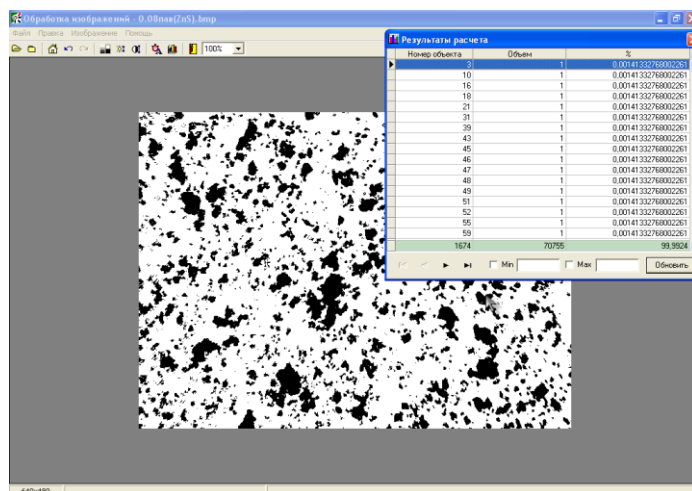 Обработка изображений - 0.08пав(ZnS).bmp
Файл Правка Изображение Помощь
100%
Результаты расчета
Номер объекта Объем %
3 1 0,00141332768002261
10 1 0,00141332768002261
16 1 0,00141332768002261
18 1 0,00141332768002261
21 1 0,00141332768002261
31 1 0,00141332768002261
39 1 0,00141332768002261
43 1 0,00141332768002261
45 1 0,00141332768002261
46 1 0,00141332768002261
47 1 0,00141332768002261
48 1 0,00141332768002261
49 1 0,00141332768002261
51 1 0,00141332768002261
52 1 0,00141332768002261
55 1 0,00141332768002261
59 1 0,00141332768002261
1674 70755 99,9924
Min Max Обновить
640x480